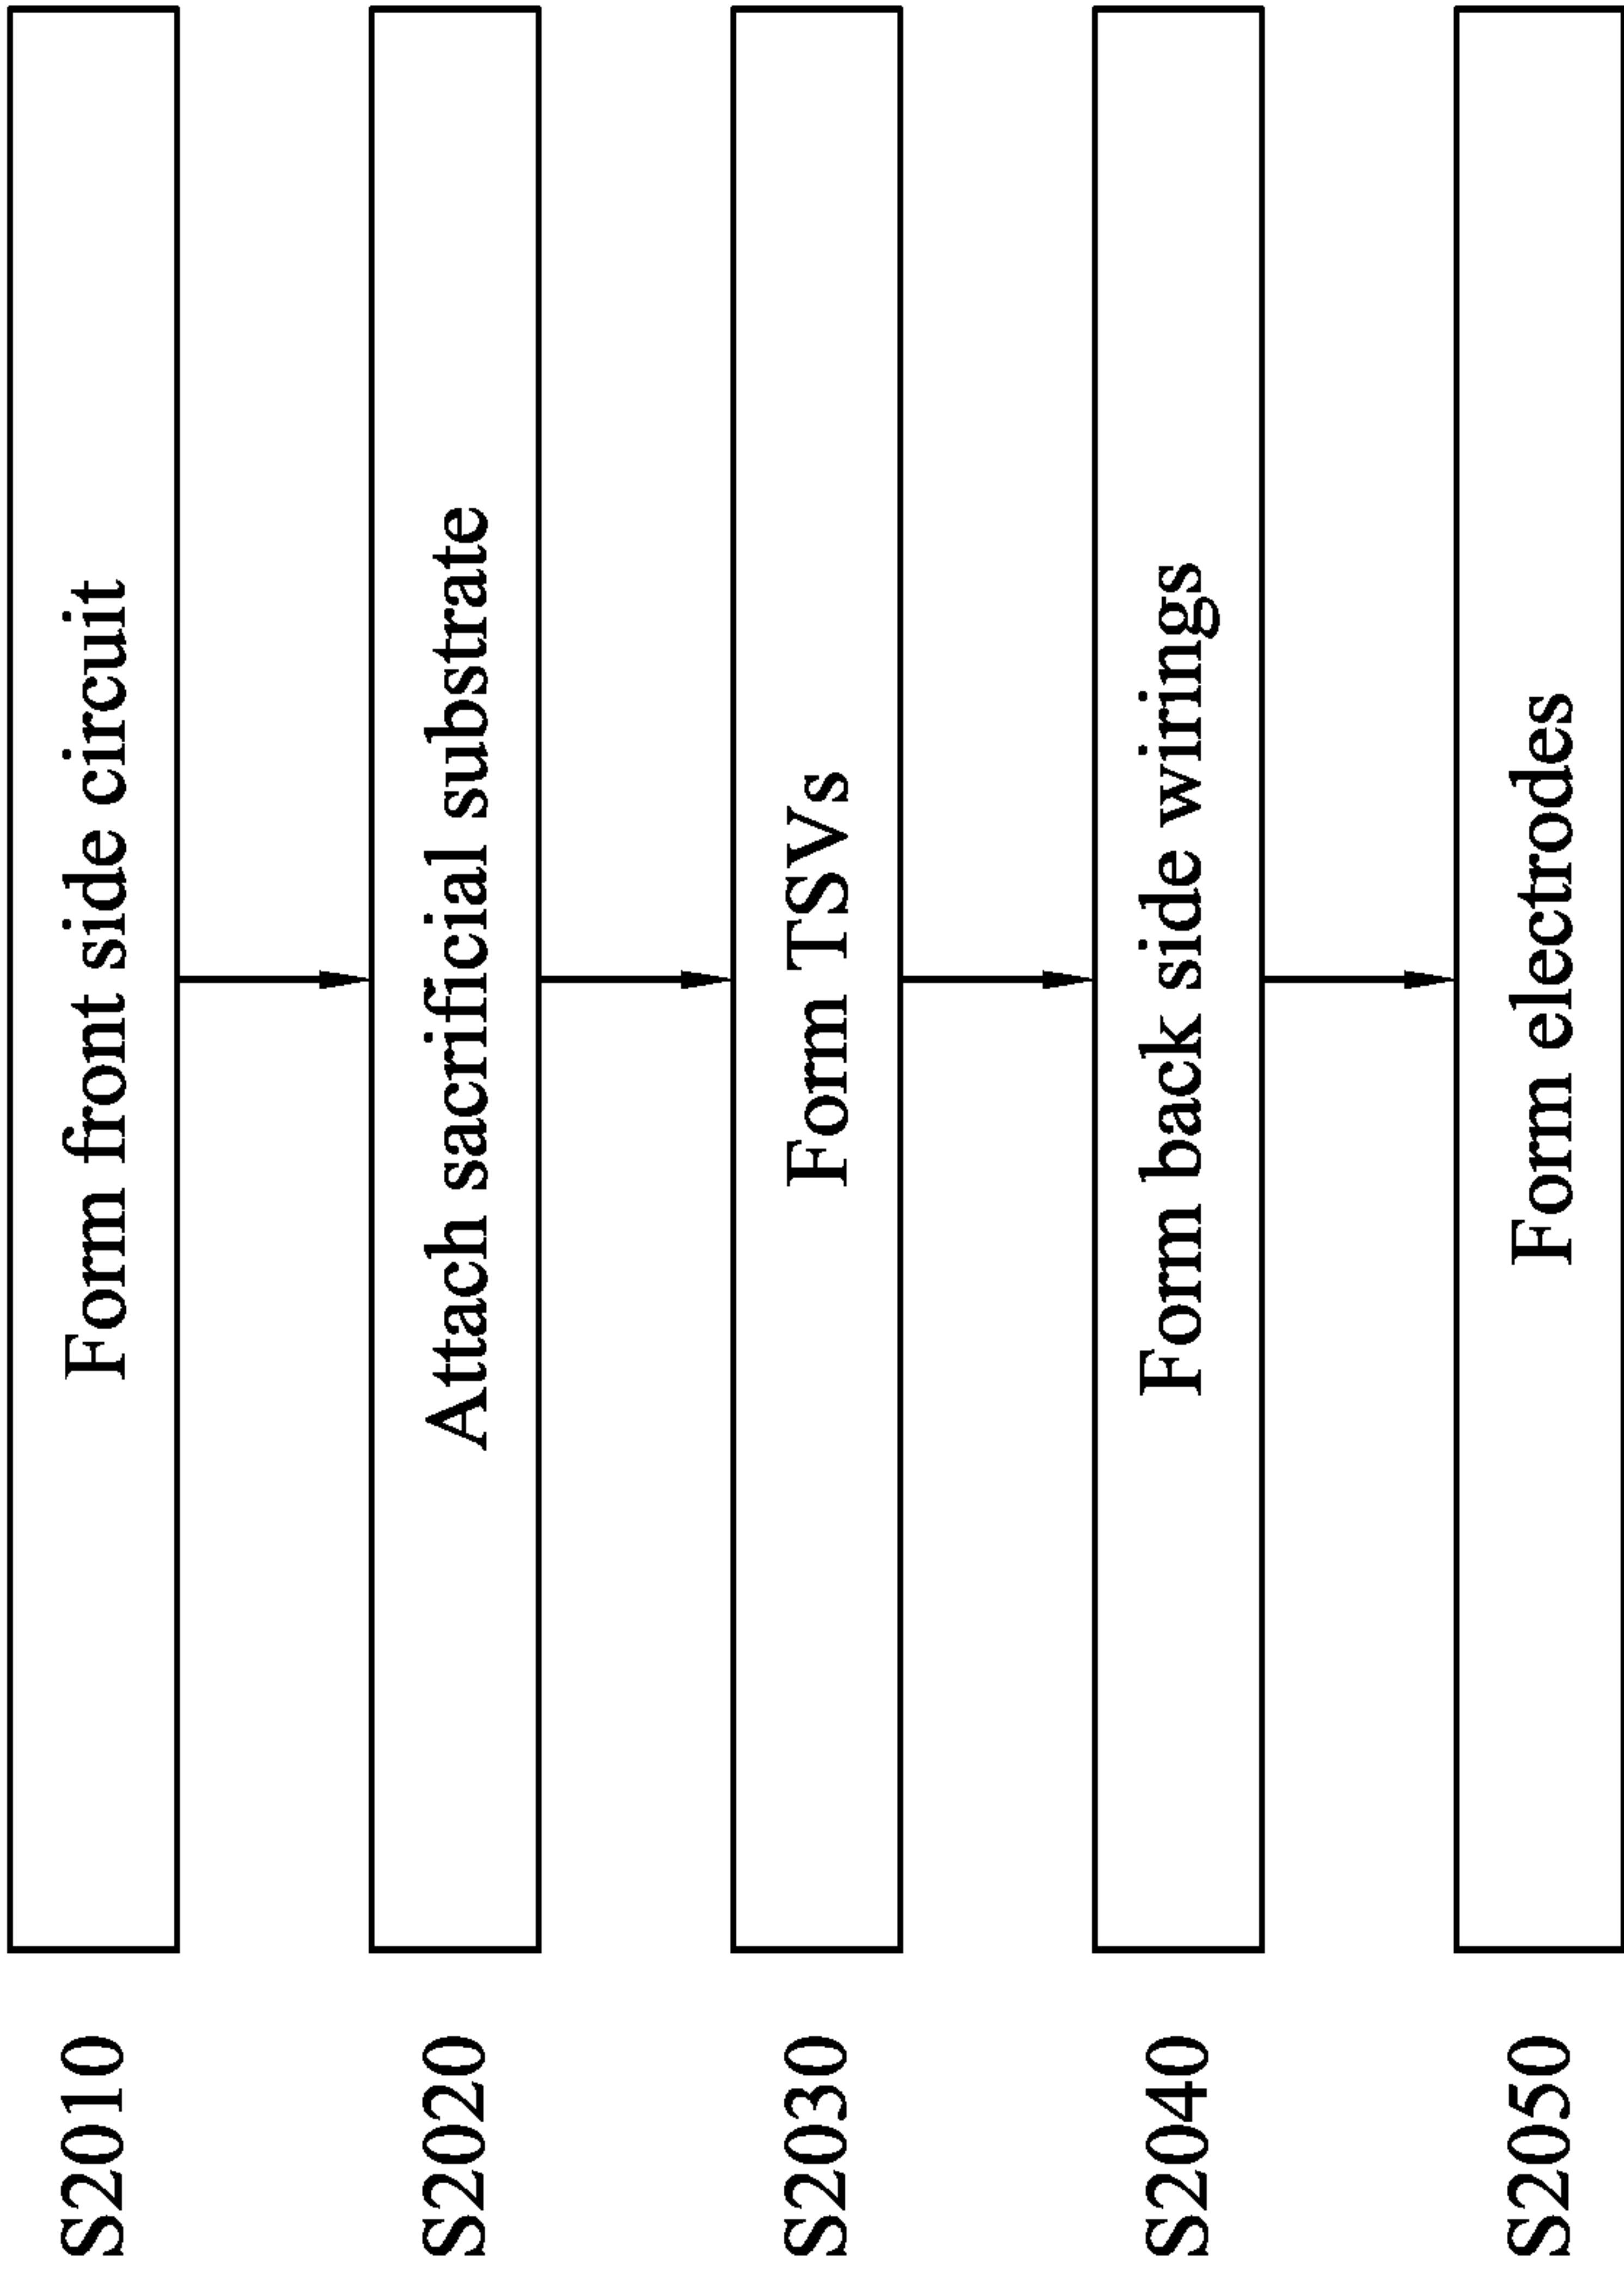 S2010
Form front side circuit
S2020
Attach sacrificial substrate
S2030
Form TSVs
S2040
Form back side wirings
S2050
Form electrodes